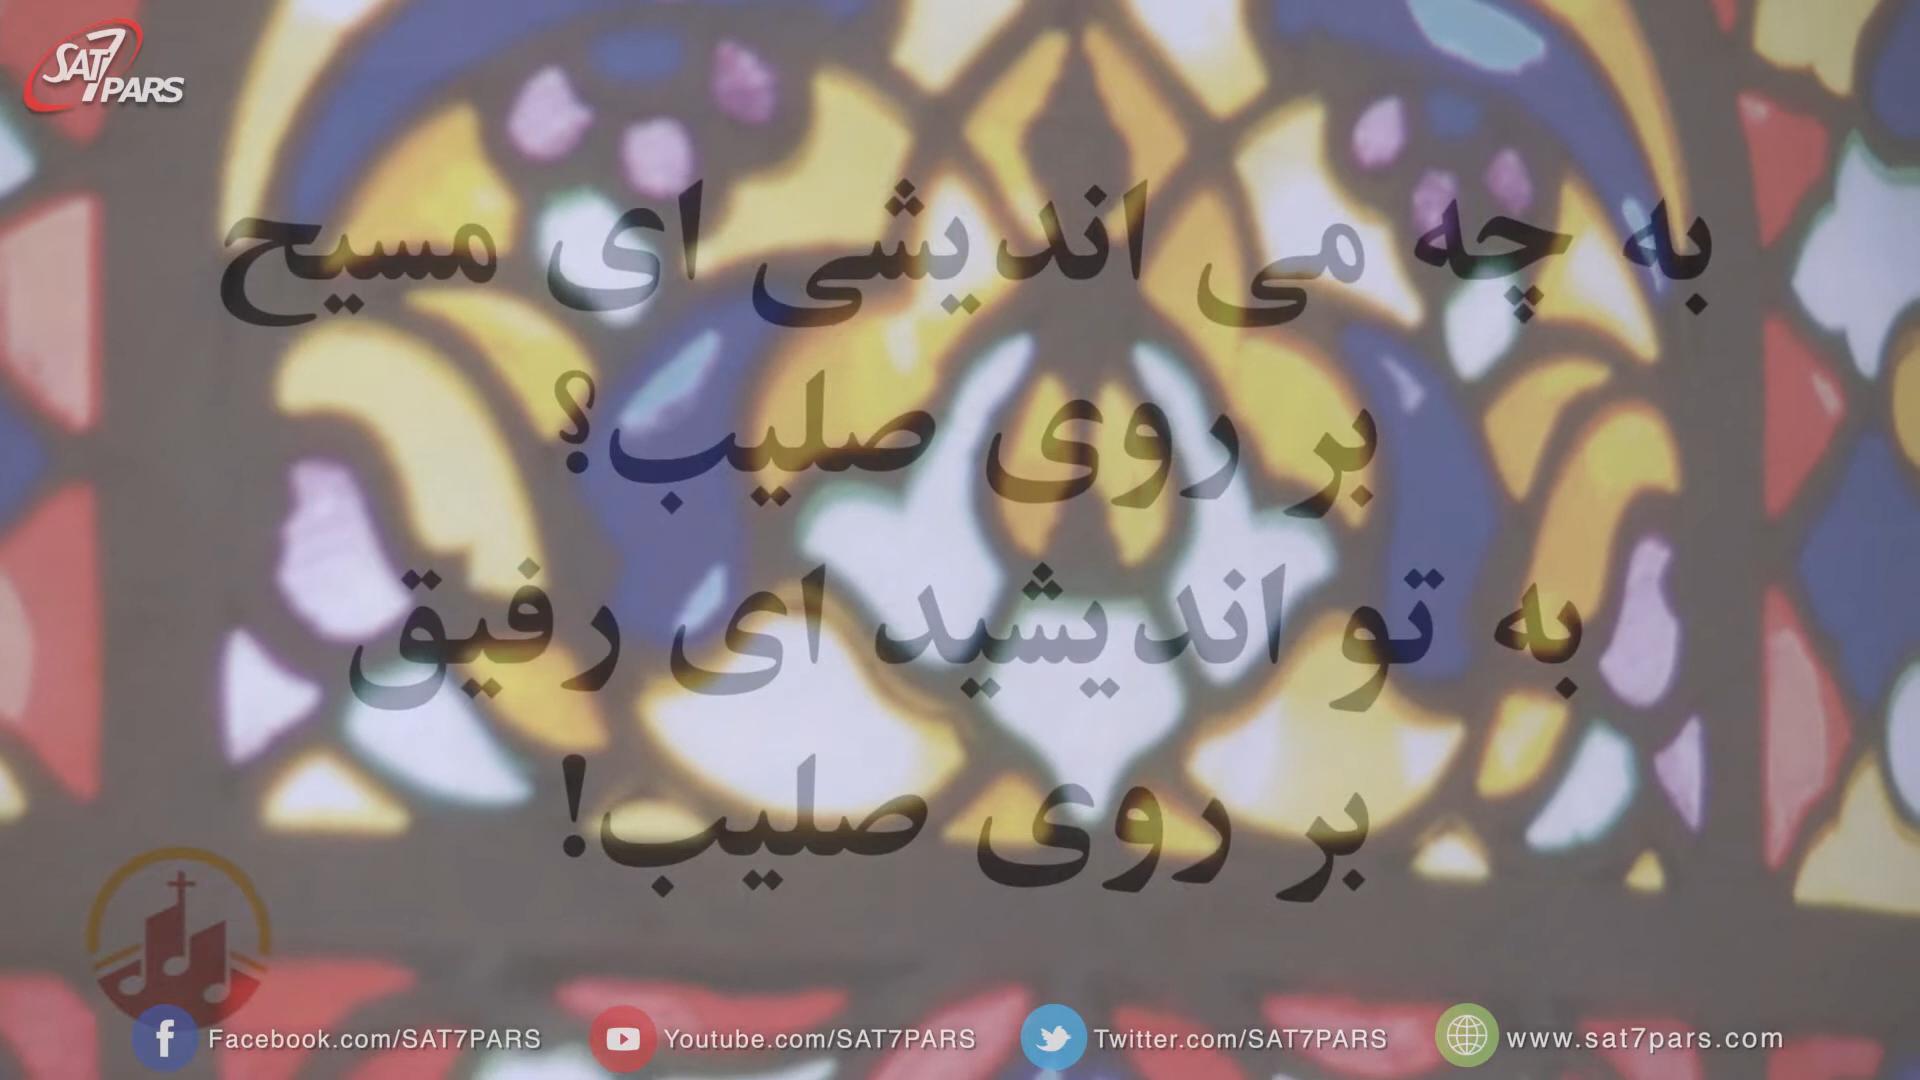 SAT7PARS
به چه می اندیشی ای مسیح
بر روی صلیب؟
به تو اندیشید ای رفیق
بر روی صلیب!
Facebook.com/SAT7PARS
Youtube.com/SAT7PARS
Twitter.com/SAT7PARS
www.sat7pars.com